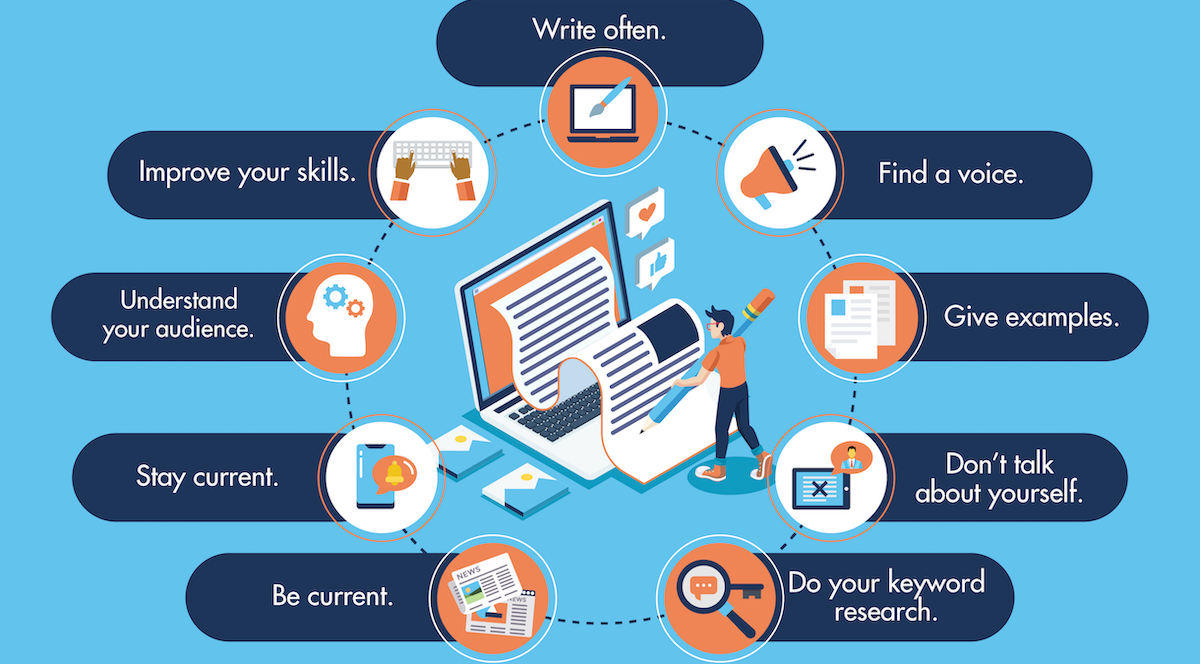 Write often.
Find a voice.
Give examples.
Don't talk
about yourself.
Do your keyword
research.
Be current.
Stay current.
Understand
your audience.
Improve your skills.
NEWS
NEWS